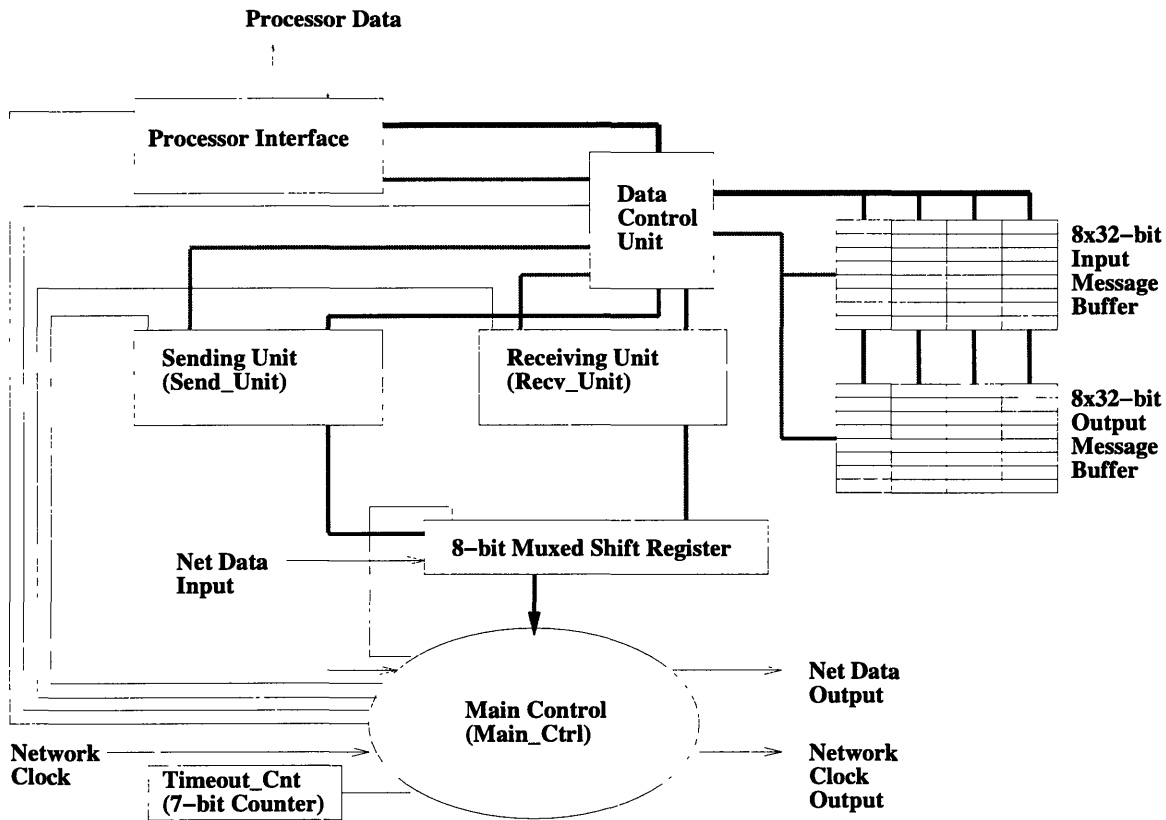 Processor Data
Processor Interface
Data
Control
Unit
8x32-bit
Input
Message
Buffer
Sending Unit
(Send_Unit)
Receiving Unit
(Recv_Unit)
8x32-bit
Output
Message
Buffer
8-bit Muxed Shift Register
Net Data
Input
Net Data
Output
Main Control
(Main_Ctrl)
Network
Clock
Network
Clock
Output
Timeout_Cnt
(7-bit Counter)